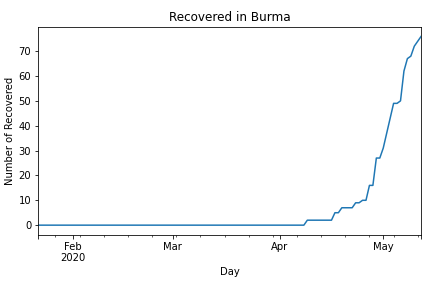 Recovered in Burma
Number of Recovered
70
60
50
40
30
20
10
0
Feb
2020
Mar
Apr
May
Day